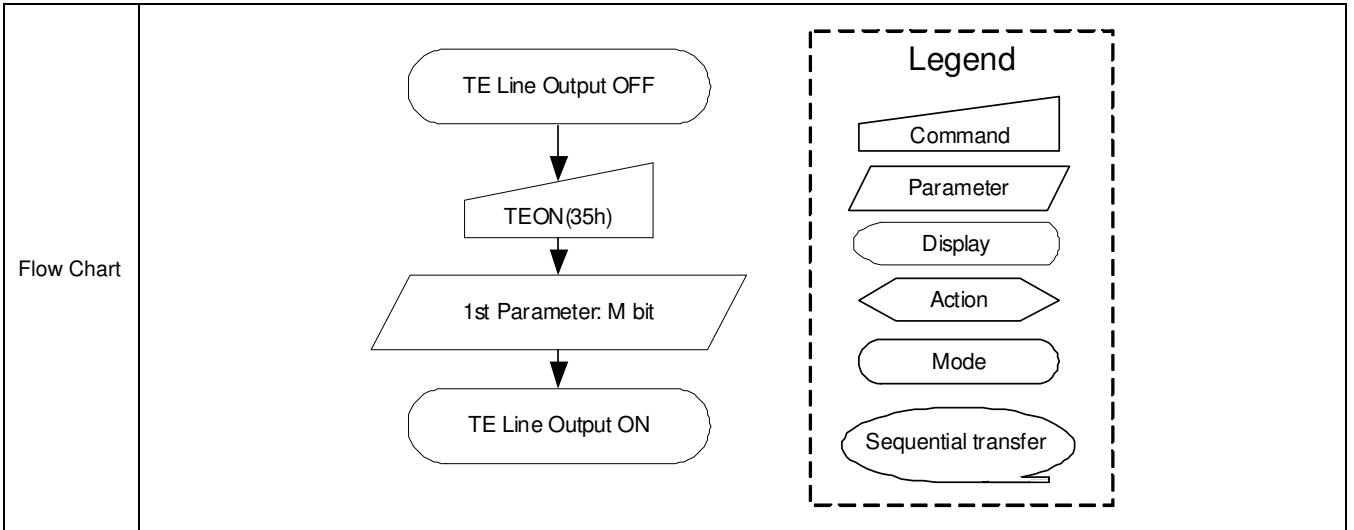 Flow Chart
TE Line Output OFF
TEON(35h)
1st Parameter: M bit
TE Line Output ON
Legend
Command
Parameter
Display
Action
Mode
Sequential transfer